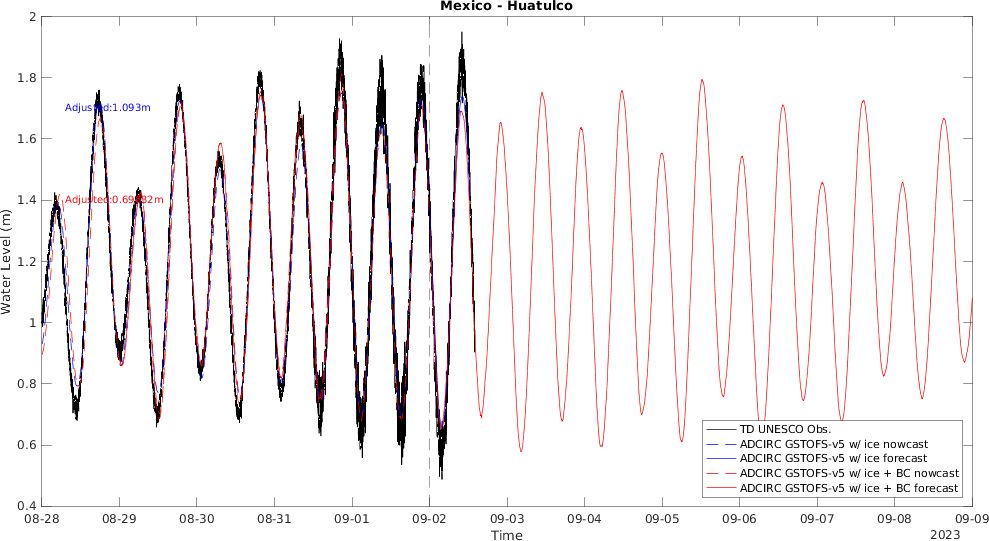 Mexico - Huatulco
2
1.8
1.6
1.4
1.2
1
0.8
0.6
0.4
Water Level (m)
Adjusted:1.093m
TD UNESCO Obs.
ADCIRC GSTOFS-v5 w/ ice nowcast
ADCIRC GSTOFS-v5 w/ ice forecast
ADCIRC GSTOFS-v5 w/ ice + BC nowcast
ADCIRC GSTOFS-v5 w/ ice + BC forecast
08-28 08-29 08-30 08-31 09-01 09-02 09-03 09-04 09-05 09-06 09-07 09-08 09-09
Time
2023